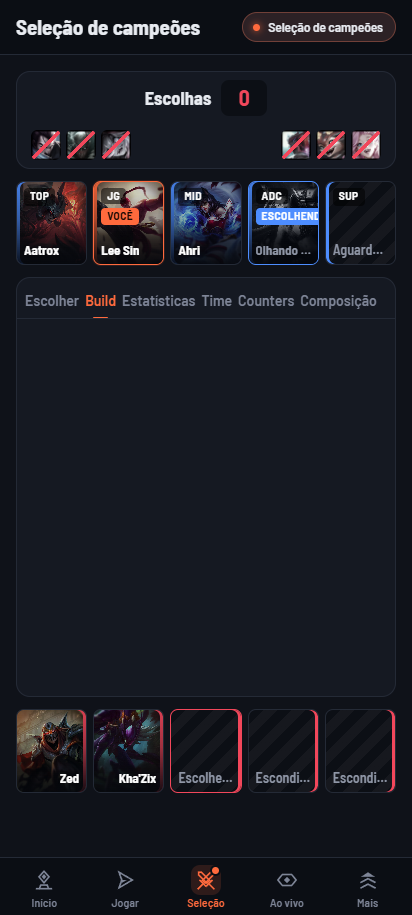 Seleção de campeões
Seleção de campeões
Escolhas 0
TOP
Aatrox
JG
VOCÊ
Lee Sin
MID
Ahri
ADC
ESCOLHEND
Olhando ...
SUP
Aguard...
Escolher Build Estatísticas Time Counters Composição
Zed
Kha'Zix
Escolhe...
Escondi...
Escondi...
Início
Jogar
Seleção
Ao vivo
Mais